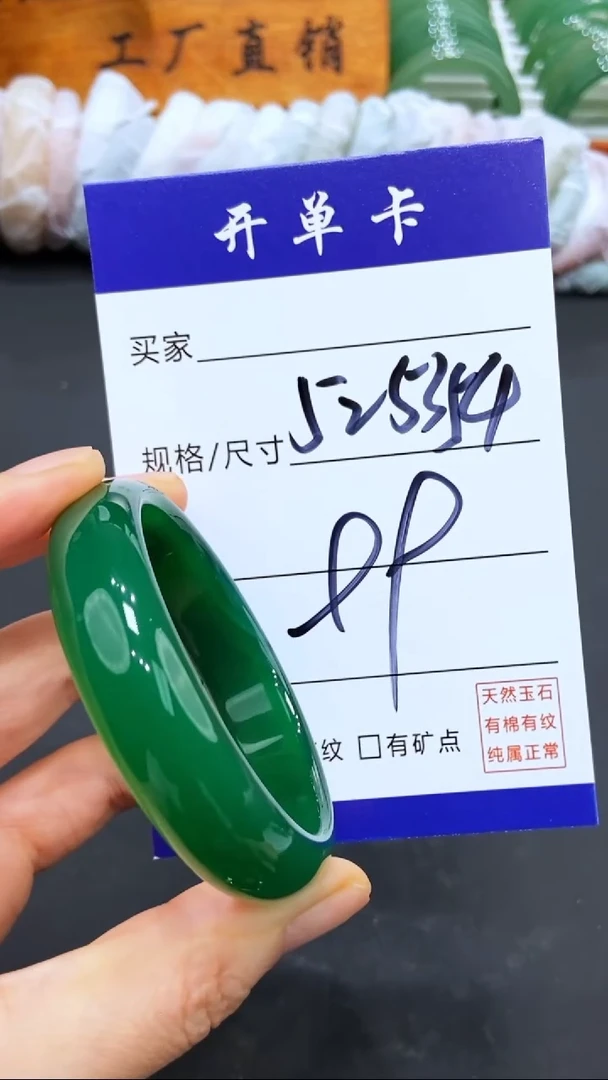 工厂直销
开单卡
买家
规格/尺寸 525354
纹 □有矿点
天然玉石
有棉有纹
纯属正常